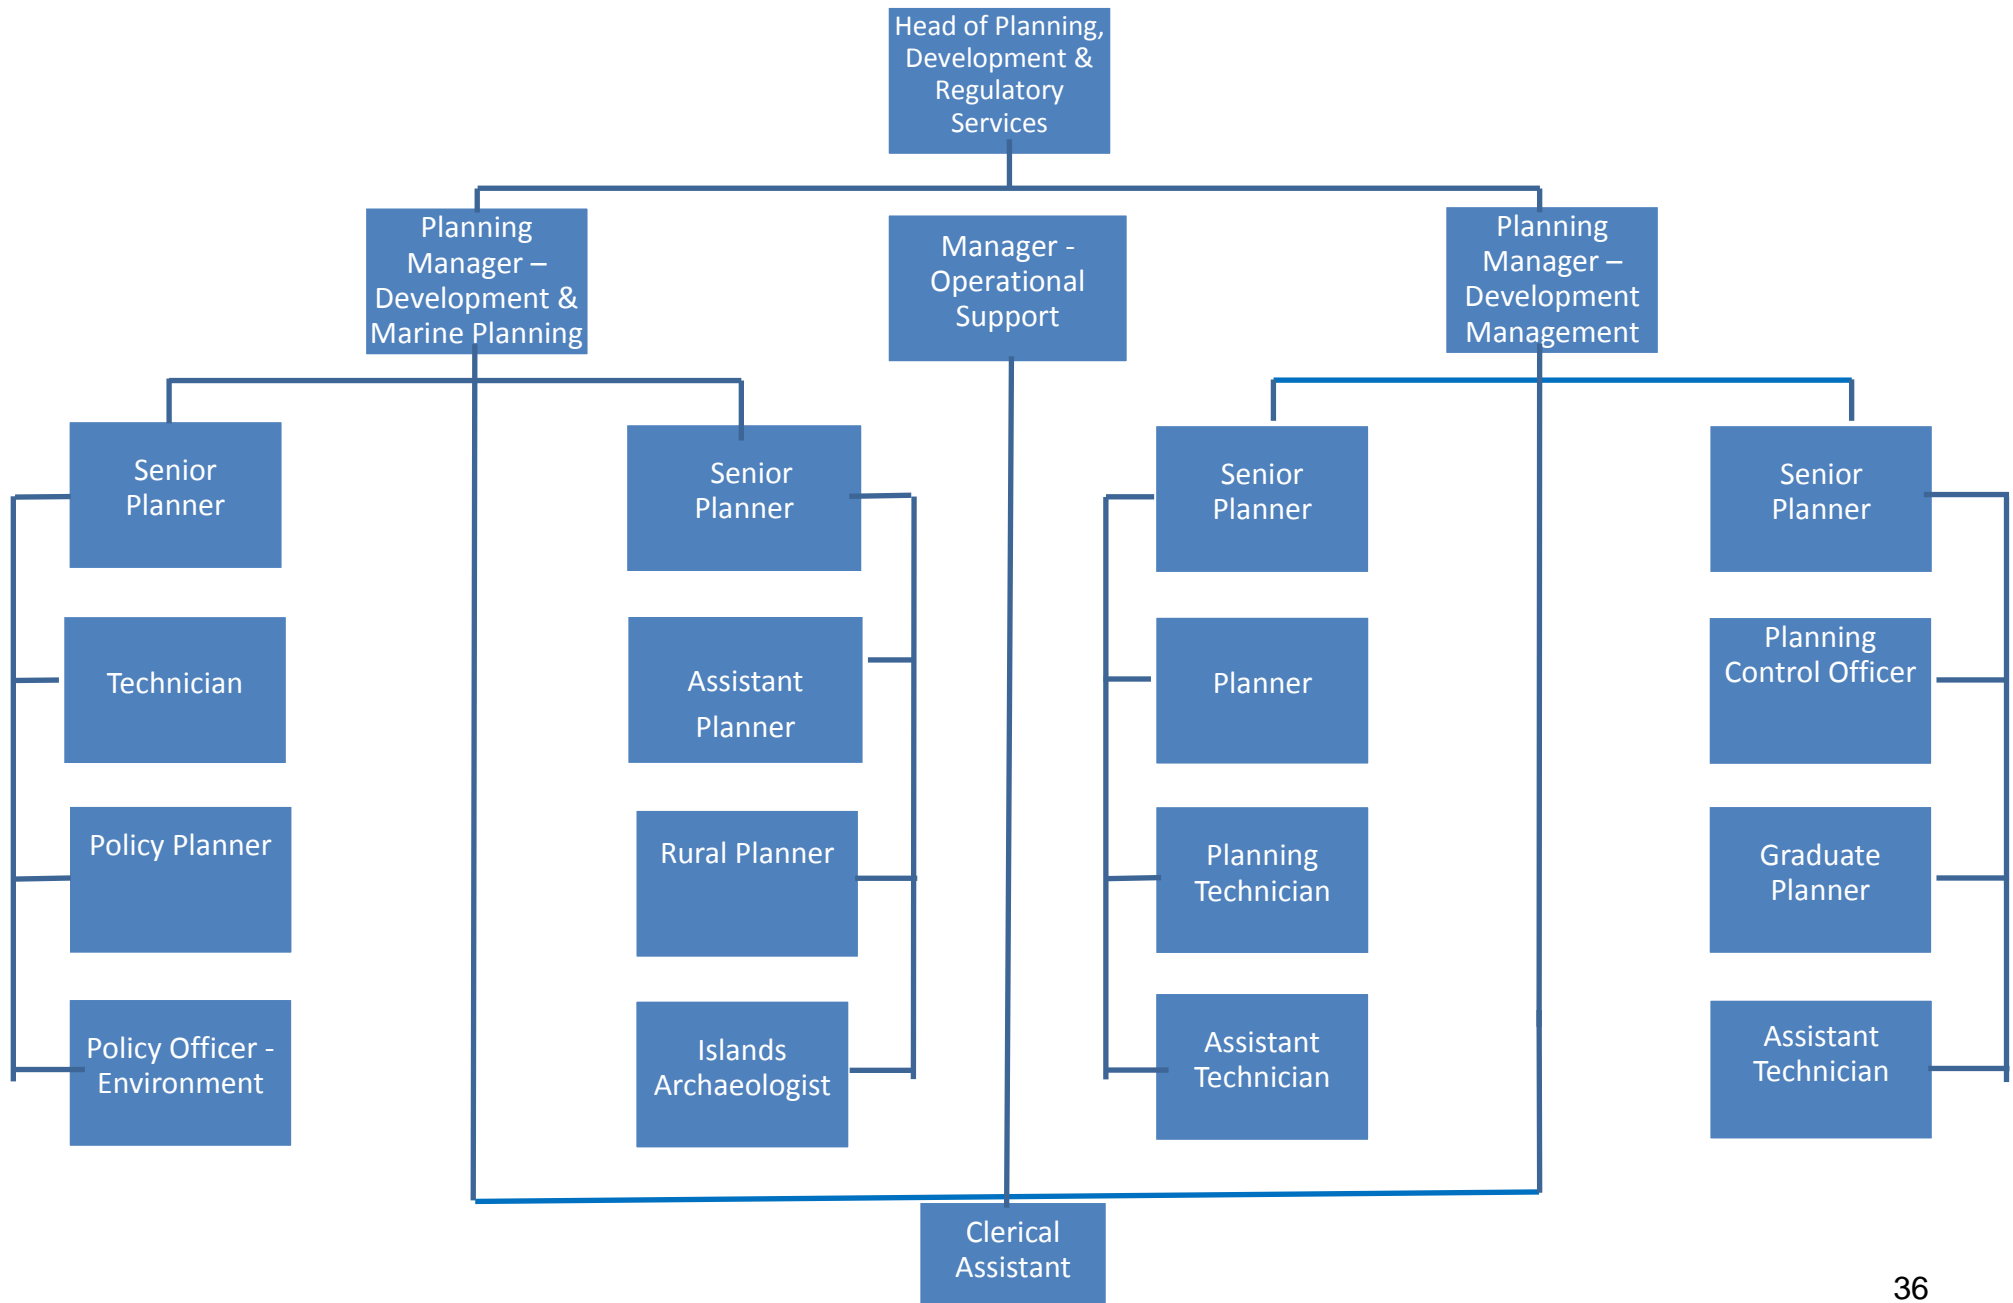 Head of Planning,
Development &
Regulatory
Services
Planning
Manager –
Development &
Marine Planning
Manager -
Operational
Support
Planning
Manager –
Development
Management
Senior
Planner
Senior
Planner
Senior
Planner
Senior
Planner
Technician
Assistant
Planner
Planner
Planning
Control Officer
Policy Planner
Rural Planner
Planning
Technician
Graduate
Planner
Policy Officer -
Environment
Islands
Archaeologist
Assistant
Technician
Assistant
Technician
Clerical
Assistant
36